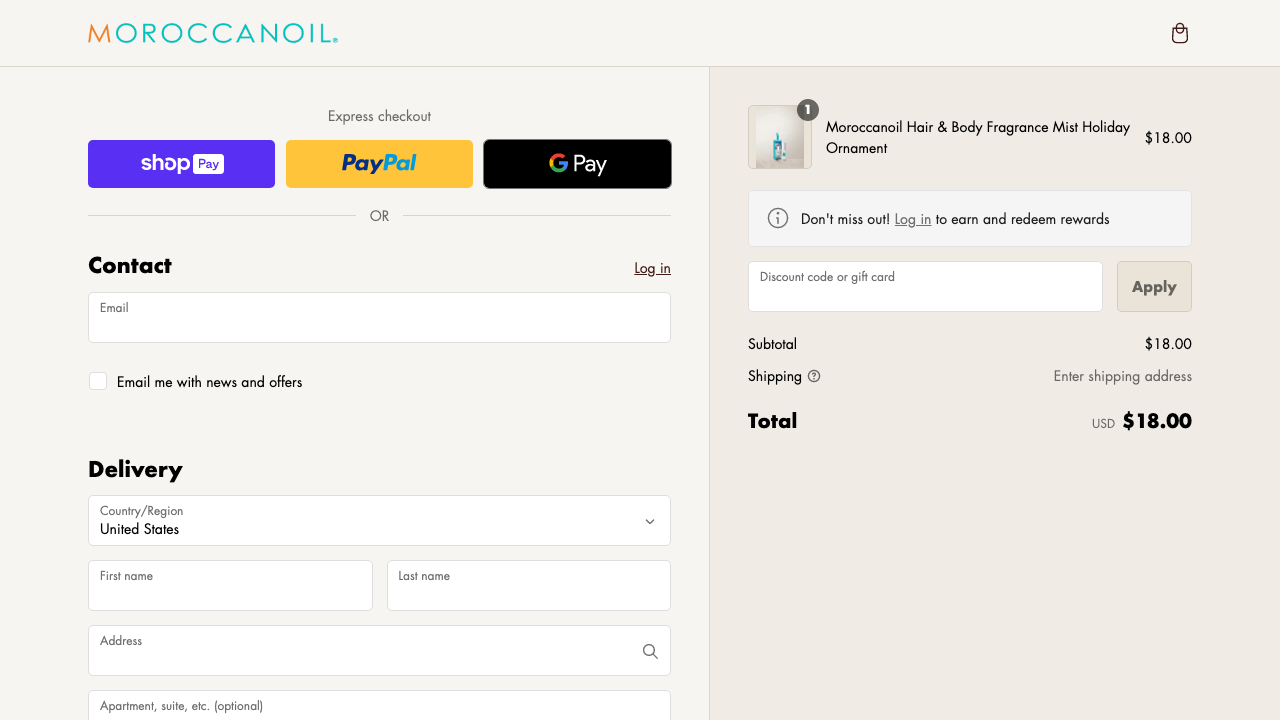 MOROCCANOIL®
Express checkout
shop Pay
PayPal
G Pay
OR
Contact
Log in
Email
Email me with news and offers
Delivery
Country/Region
United States
First name
Last name
Address
Apartment, suite, etc. (optional)
1
Moroccanoil Hair & Body Fragrance Mist Holiday
Ornament
$18.00
Don't miss out! Log in to earn and redeem rewards
Discount code or gift card
Apply
Subtotal
$18.00
Shipping
Enter shipping address
Total
USD $18.00